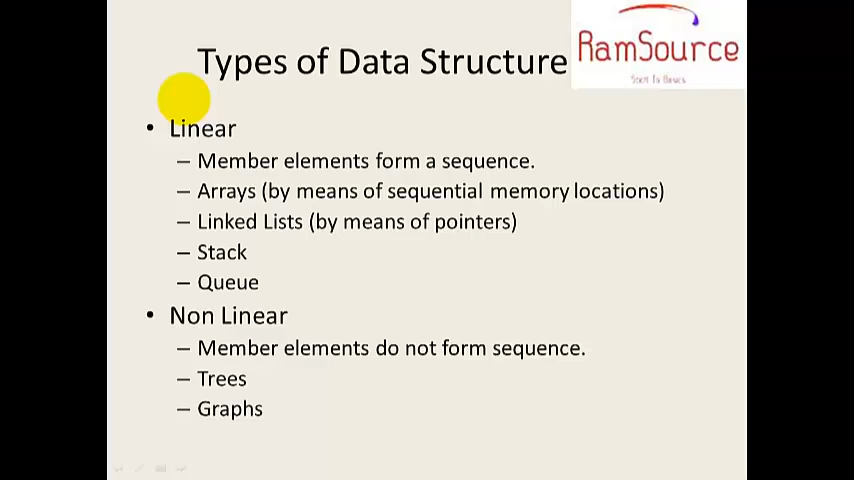 Types of Data Structure
RamSource
• Linear
– Member elements form a sequence.
– Arrays (by means of sequential memory locations)
– Linked Lists (by means of pointers)
– Stack
– Queue
• Non Linear
– Member elements do not form sequence.
– Trees
– Graphs